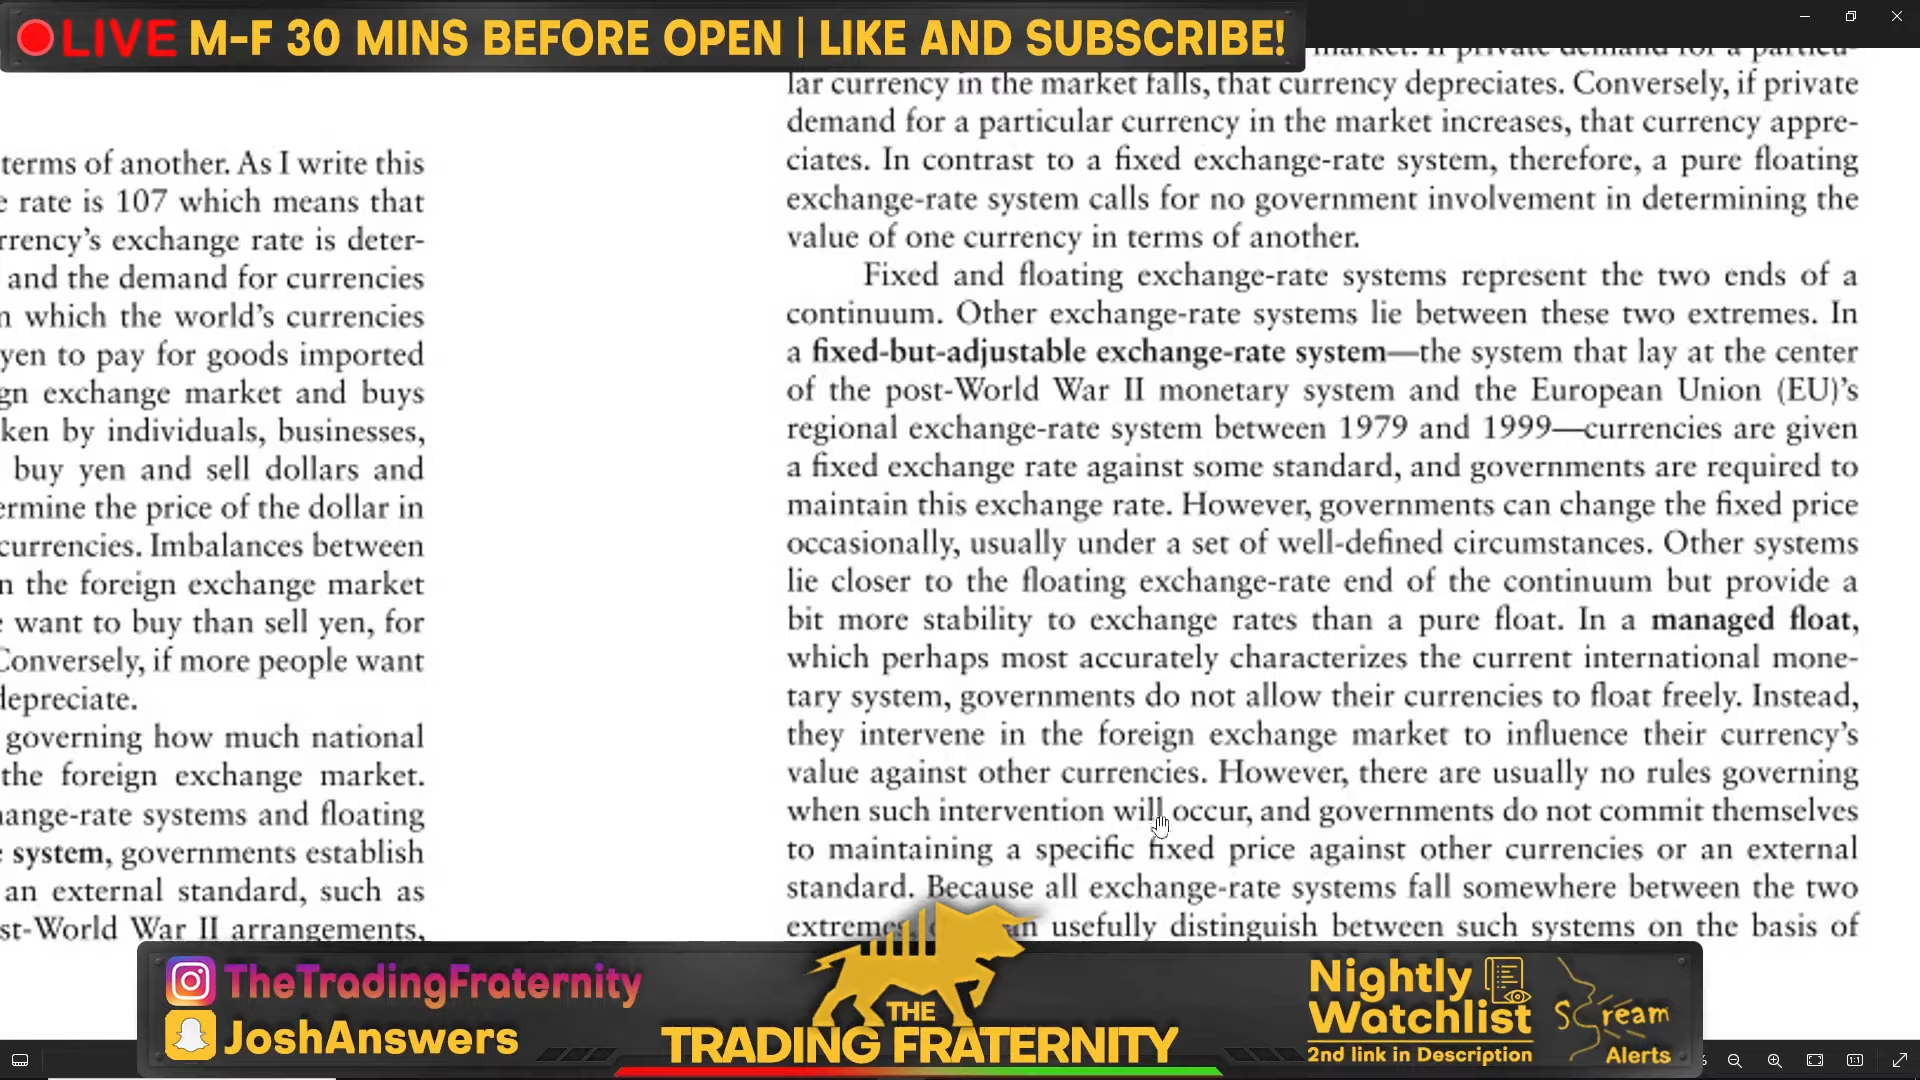 LIVE M-F 30 MINS BEFORE OPEN | LIKE AND SUBSCRIBE!
terms of another. As I write this
rate is 107 which means that
rrency's exchange rate is deter-
and the demand for currencies
which the world's currencies
yen to pay for goods imported
gn exchange market and buys
ken by individuals, businesses,
buy yen and sell dollars and
ermine the price of the dollar in
currencies. Imbalances between
n the foreign exchange market
want to buy than sell yen, for
Conversely, if more people want
depreciate.
governing how much national
the foreign exchange market.
ange-rate systems and floating
system, governments establish
an external standard, such as
st-World War II arrangements,
market. If private demand for a particu-
lar currency in the market falls, that currency depreciates. Conversely, if private
demand for a particular currency in the market increases, that currency appre-
ciates. In contrast to a fixed exchange-rate system, therefore, a pure floating
exchange-rate system calls for no government involvement in determining the
value of one currency in terms of another.
Fixed and floating exchange-rate systems represent the two ends of a
continuum. Other exchange-rate systems lie between these two extremes. In
a fixed-but-adjustable exchange-rate system—the system that lay at the center
of the post-World War II monetary system and the European Union (EU)'s
regional exchange-rate system between 1979 and 1999—currencies are given
a fixed exchange rate against some standard, and governments are required to
maintain this exchange rate. However, governments can change the fixed price
occasionally, usually under a set of well-defined circumstances. Other systems
lie closer to the floating exchange-rate end of the continuum but provide a
bit more stability to exchange rates than a pure float. In a managed float,
which perhaps most accurately characterizes the current international mone-
tary system, governments do not allow their currencies to float freely. Instead,
they intervene in the foreign exchange market to influence their currency's
value against other currencies. However, there are usually no rules governing
when such intervention will occur, and governments do not commit themselves
to maintaining a specific fixed price against other currencies or an external
standard. Because all exchange-rate systems fall somewhere between the two
extremes, usefully distinguish between such systems on the basis of
TheTradingFraternity
JoshAnswers
THE
TRADING FRATERNITY
Nightly
Watchlist
2nd link in Description
Scream
Alerts
1:1